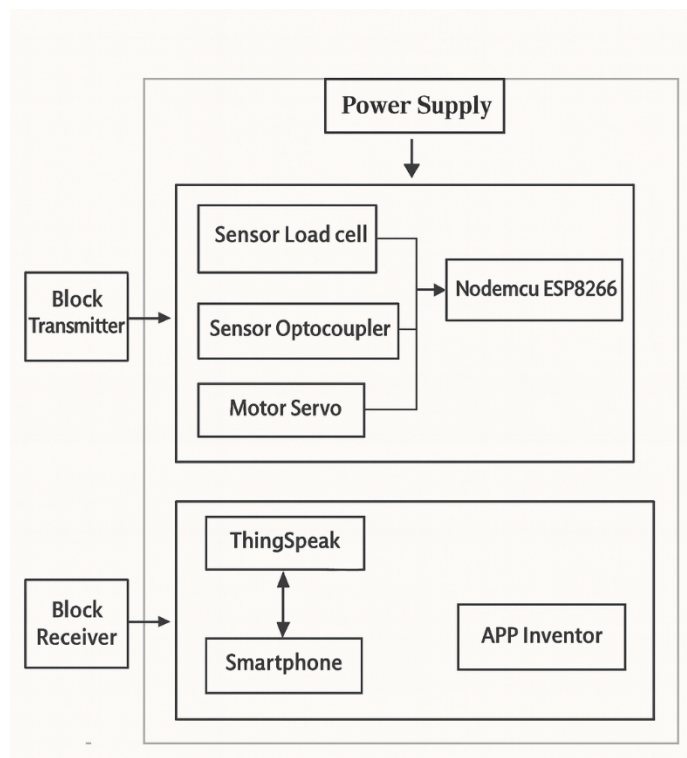 Power Supply
Sensor Load cell
Nodemcu ESP8266
Block
Transmitter
Sensor Optocoupler
Motor Servo
ThingSpeak
Block
Receiver
APP Inventor
Smartphone